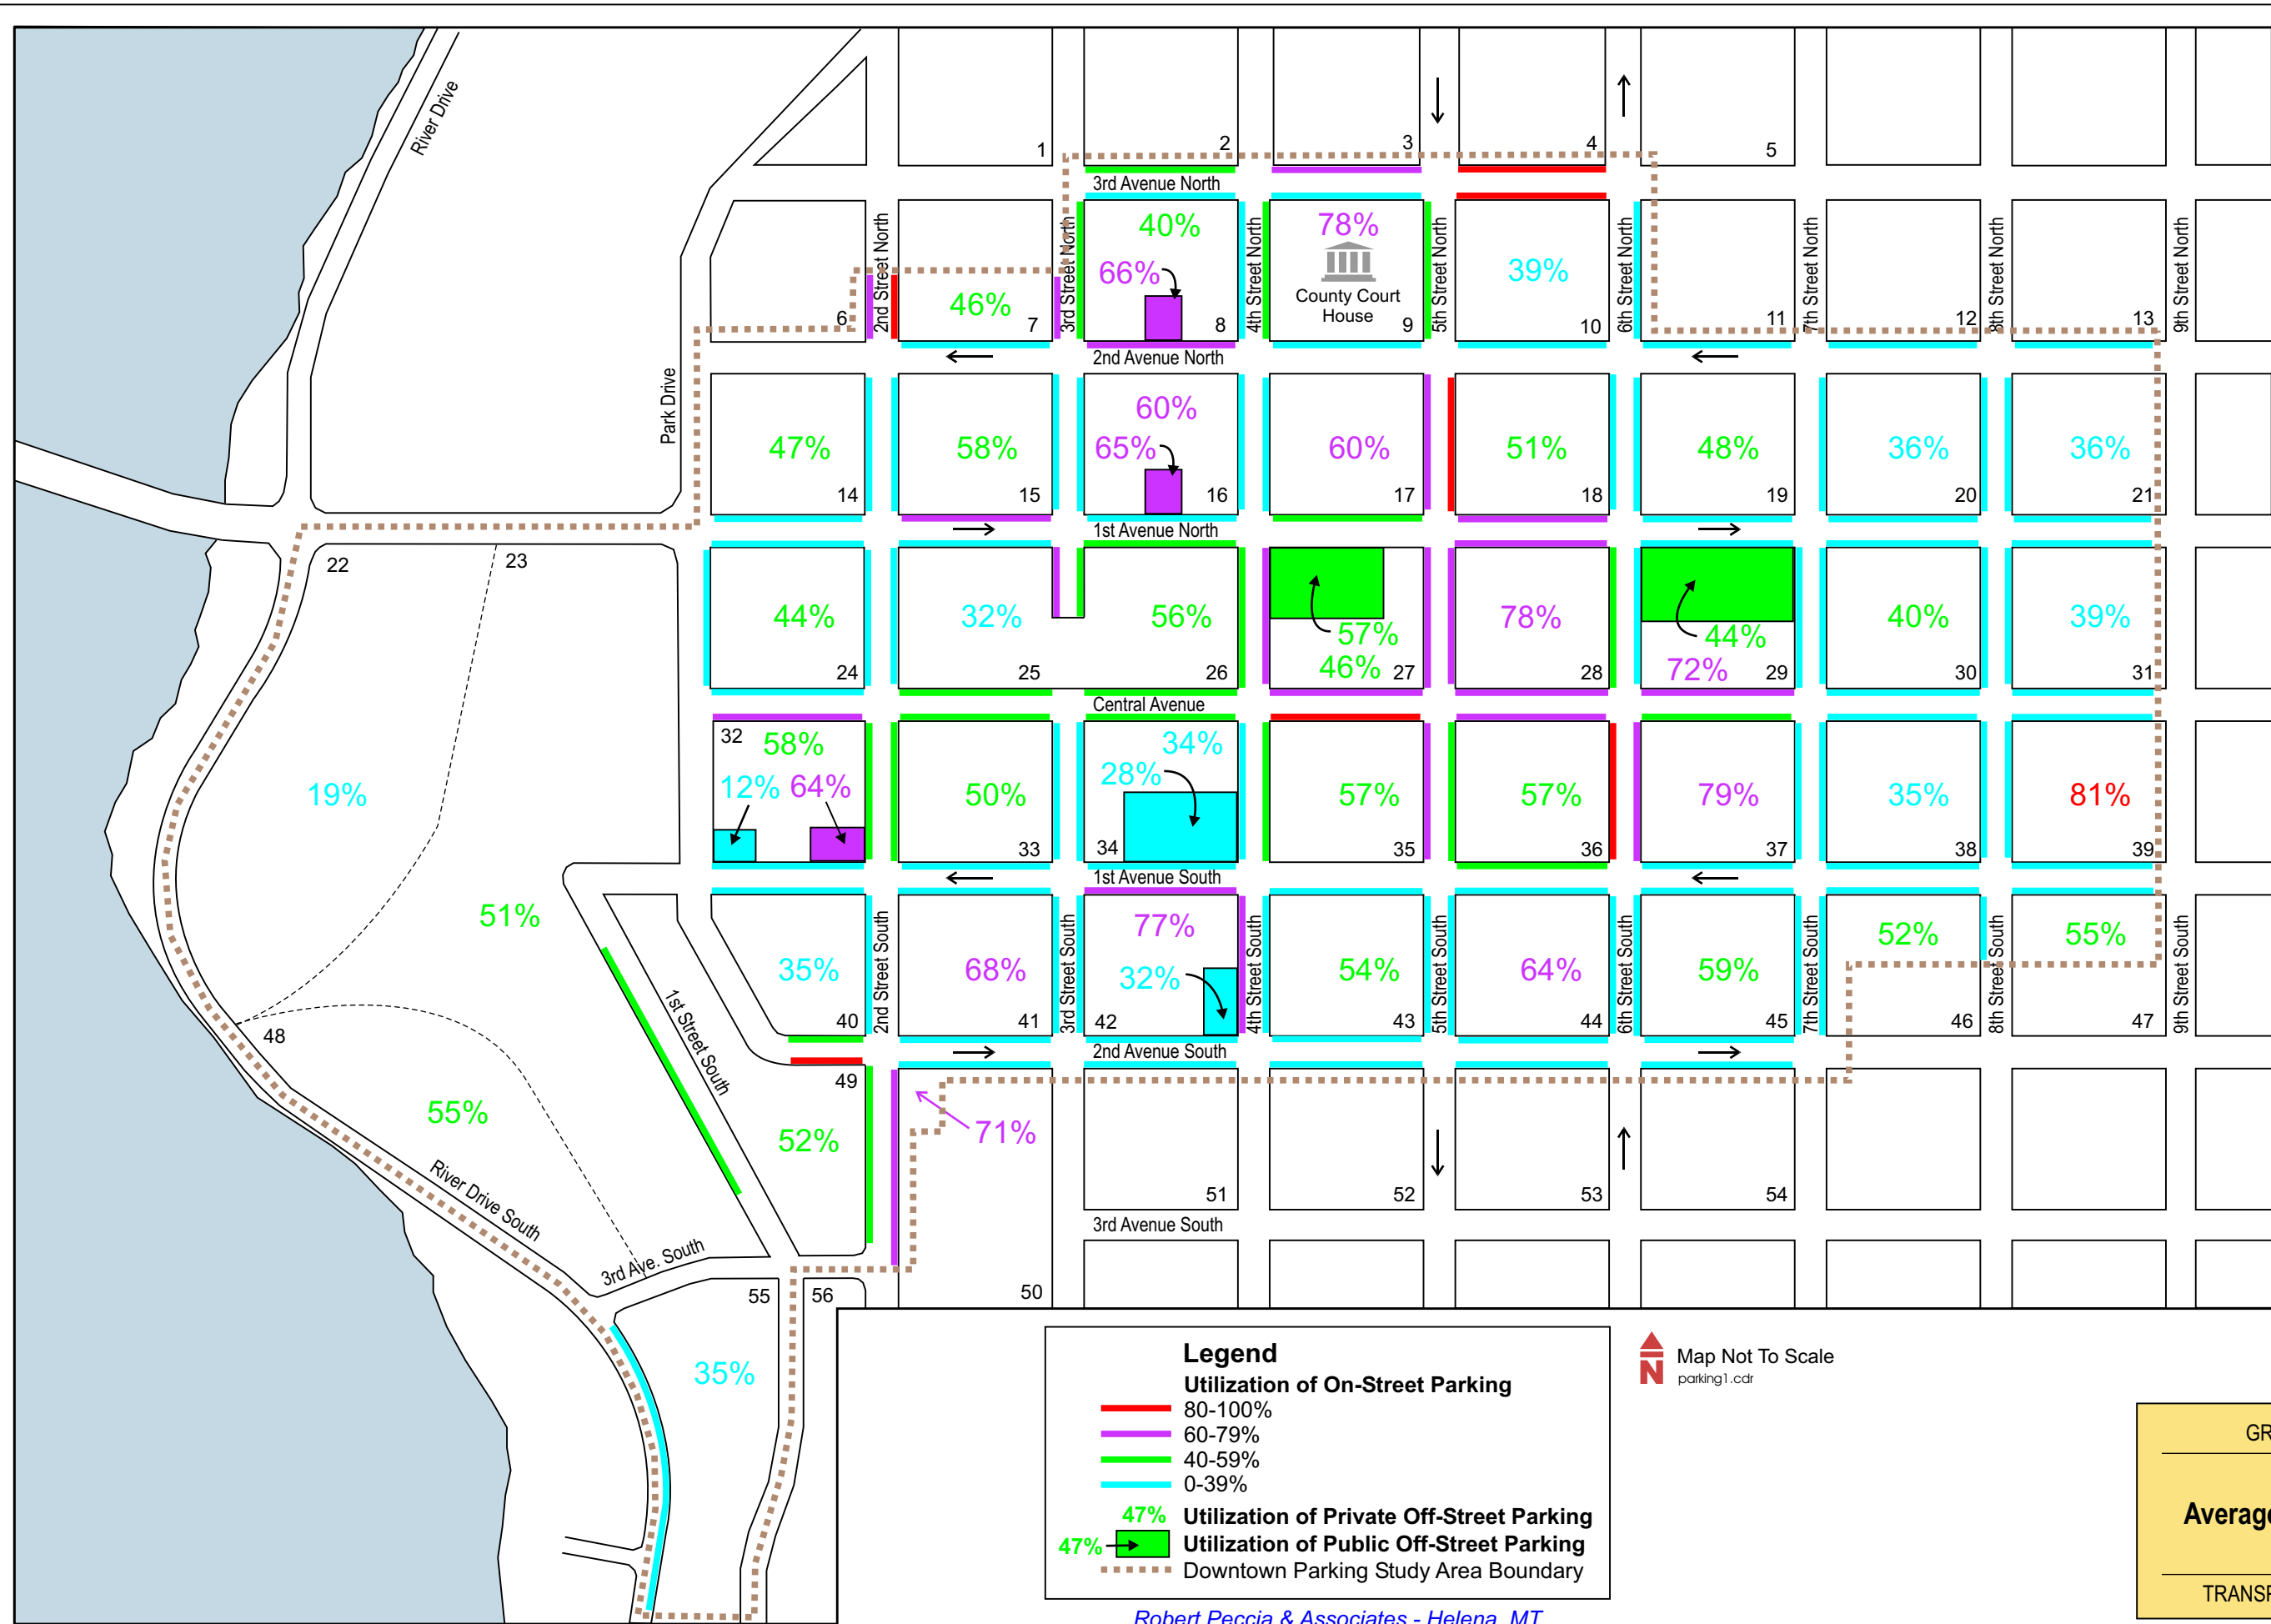 River Drive
1
2
3
4
5
3rd Avenue North
2nd Street North
3rd Street North
4th Street North
5th Street North
6th Street North
7th Street North
8th Street North
9th Street North
40%
66%
78%
County Court
House
39%
46%
6
7
8
9
10
11
12
13
2nd Avenue North
Park Drive
47%
58%
60%
65%
60%
51%
48%
36%
36%
14
15
16
17
18
19
20
21
1st Avenue North
22
23
44%
32%
56%
57%
46%
78%
44%
72%
40%
39%
24
25
26
27
28
29
30
31
Central Avenue
32
58%
12%
64%
19%
50%
34%
28%
57%
57%
79%
35%
81%
33
34
35
36
37
38
39
1st Avenue South
51%
35%
68%
77%
32%
54%
64%
59%
52%
55%
1st Street South
2nd Street South
3rd Street South
4th Street South
5th Street South
6th Street South
7th Street South
8th Street South
9th Street South
40
41
42
43
44
45
46
47
48
2nd Avenue South
49
55%
52%
71%
River Drive South
3rd Ave. South
51
52
53
54
3rd Avenue South
50
55
56
35%
Legend
Utilization of On-Street Parking
80-100%
60-79%
40-59%
0-39%
47% Utilization of Private Off-Street Parking
47% Utilization of Public Off-Street Parking
Downtown Parking Study Area Boundary
N
Map Not To Scale
parking1.cdr
Robert Peccia & Associates - Helena, MT
GR
Average
TRANSP